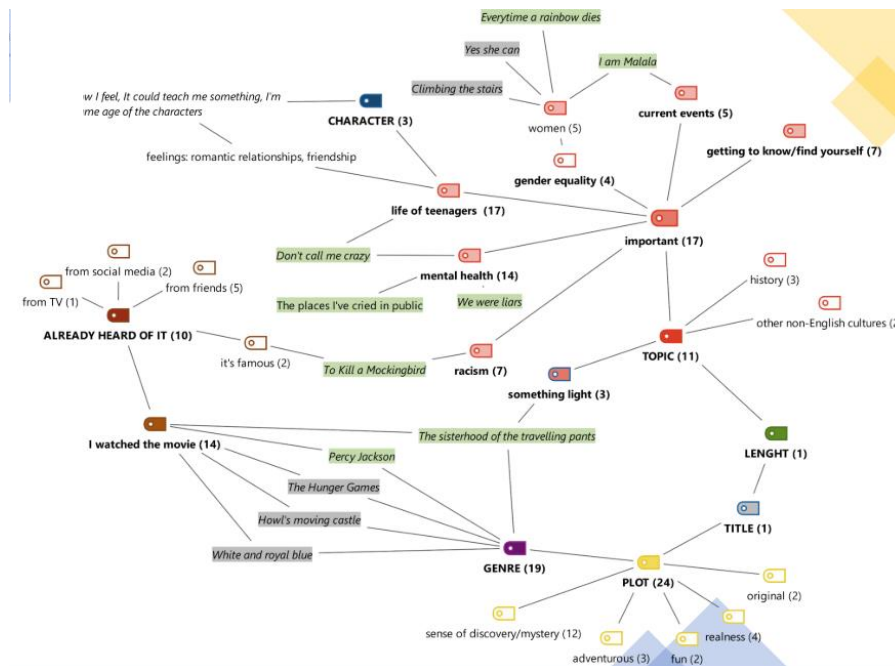 Everytime a rainbow dies
Yes she can
I am Malala
Climbing the stairs
women (5)
current events (5)
w I feel, It could teach me something, I'm
me age of the characters
CHARACTER (3)
getting to know/find yourself (7)
feelings: romantic relationships, friendship
gender equality (4)
life of teenagers (17)
important (17)
Don't call me crazy
mental health (14)
from social media (2)
from TV (1)
from friends (5)
history (3)
The places I've cried in public
We were liars
other non-English cultures (2
ALREADY HEARD OF IT (10)
it's famous (2)
To Kill a Mockingbird
racism (7)
TOPIC (11)
something light (3)
I watched the movie (14)
The sisterhood of the travelling pants
LENGHT (1)
Percy Jackson
The Hunger Games
Howl's moving castle
TITLE (1)
White and royal blue
GENRE (19)
PLOT (24)
original (2)
sense of discovery/mystery (12)
realness (4)
adventurous (3)
fun (2)